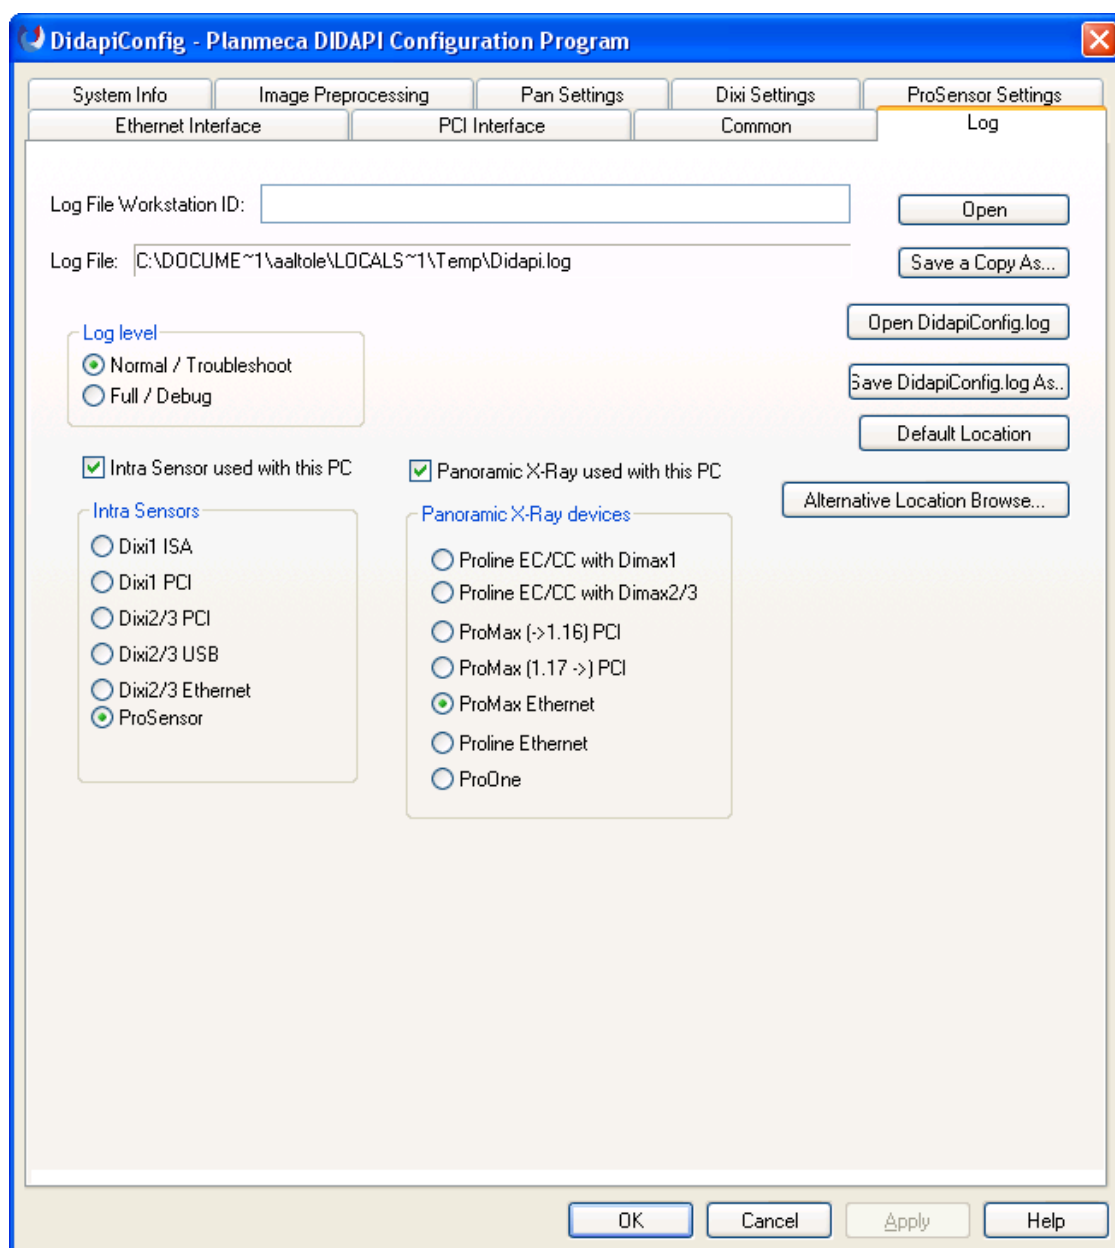 DidapiConfig - Planmeca DIDAPI Configuration Program
System Info Image Preprocessing Pan Settings Dixi Settings ProSensor Settings
Ethernet Interface PCI Interface Common Log
Log File Workstation ID: Open
Log File: C:\DOCUME~1\aaltole\LOCALS~1\Temp\Didapi.log Save a Copy As...
Open DidapiConfig.log
Log level
Normal / Troubleshoot
Full / Debug
Save DidapiConfig.log As..
Default Location
Intra Sensor used with this PC Panoramic X-Ray used with this PC
Alternative Location Browse...
Intra Sensors
Dixi1 ISA
Dixi1 PCI
Dixi2/3 PCI
Dixi2/3 USB
Dixi2/3 Ethernet
ProSensor
Panoramic X-Ray devices
Proline EC/CC with Dimax1
Proline EC/CC with Dimax2/3
ProMax (->1.16) PCI
ProMax (1.17 ->) PCI
ProMax Ethernet
Proline Ethernet
ProOne
OK Cancel Apply Help